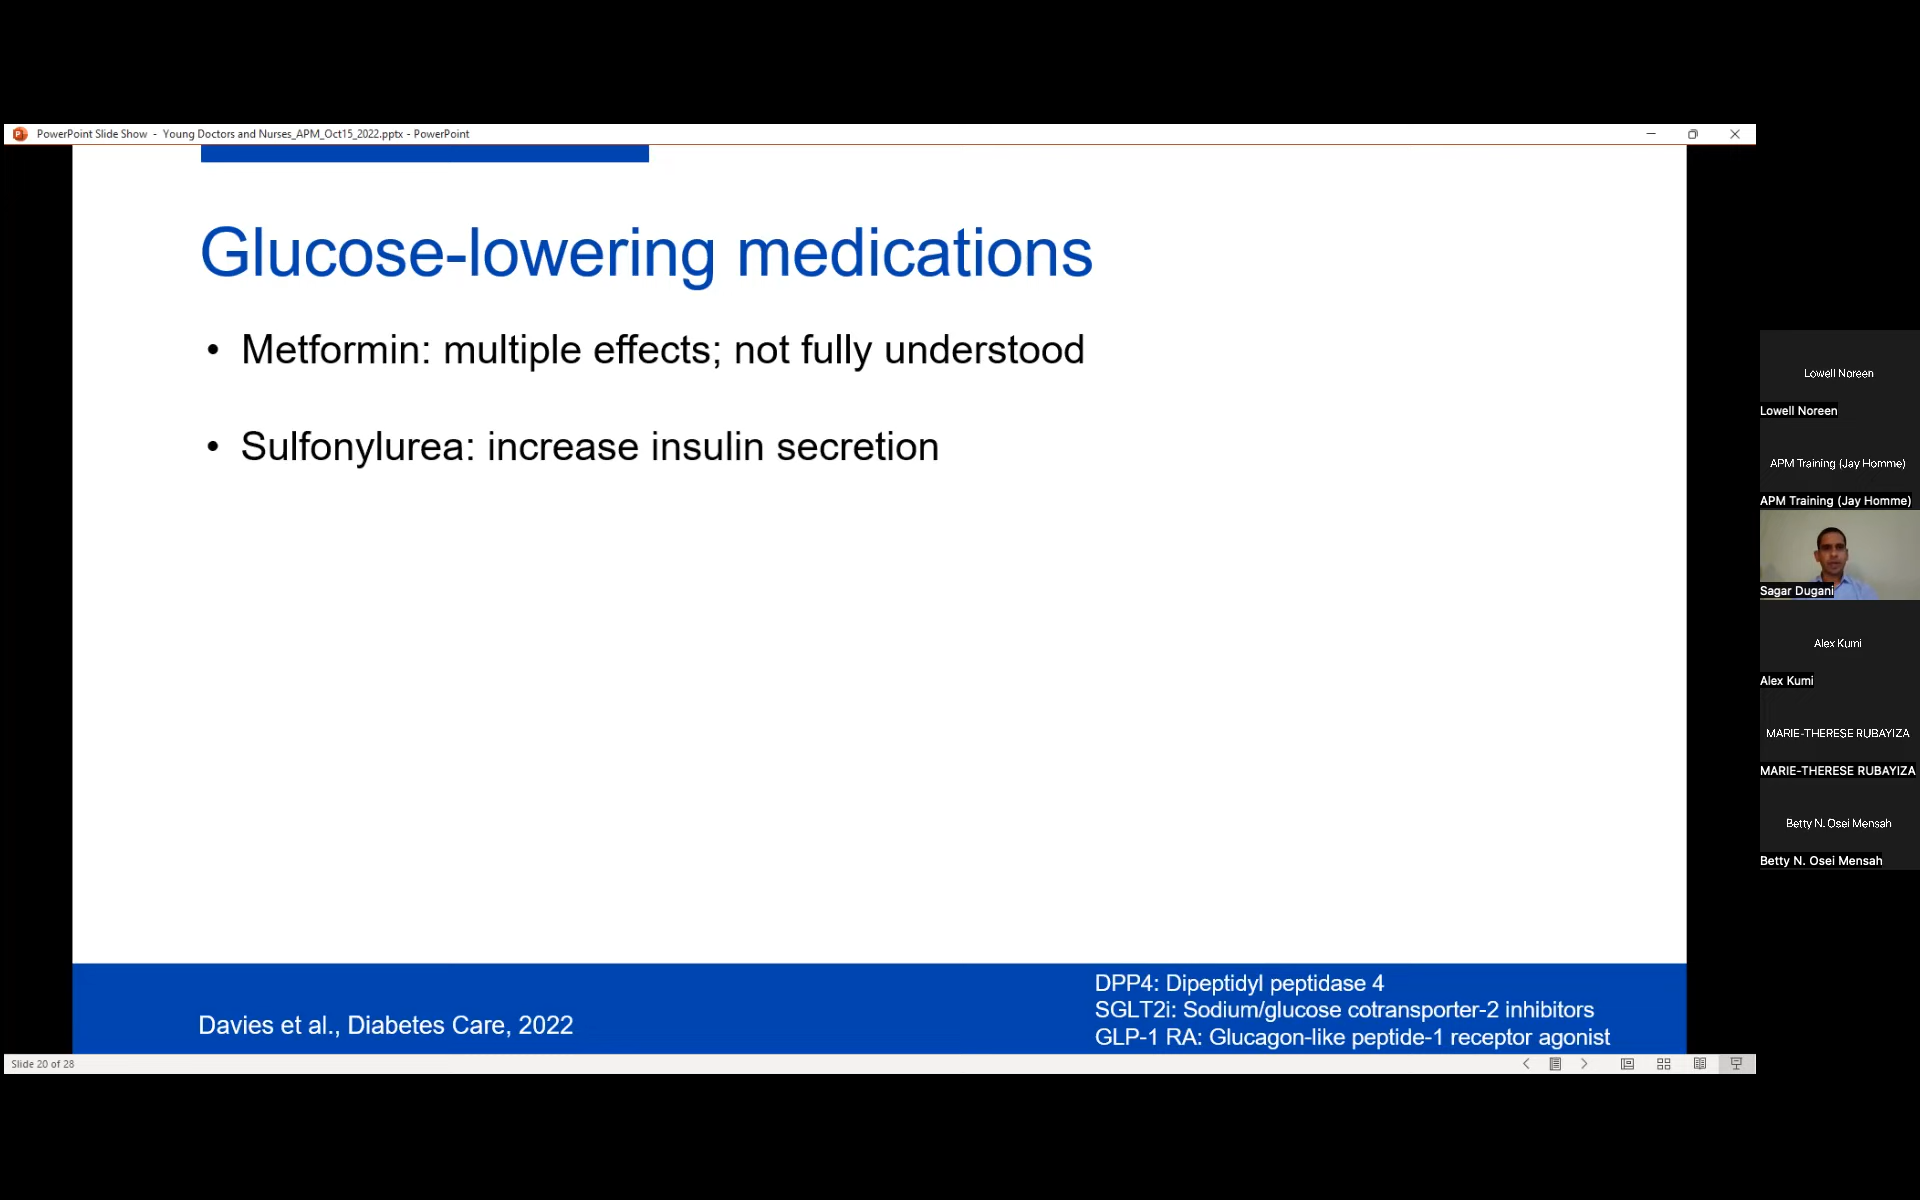 PowerPoint Slide Show - Young Doctors and Nurses_APM_Oct15_2022.pptx - PowerPoint
Glucose-lowering medications
• Metformin: multiple effects; not fully understood
• Sulfonylurea: increase insulin secretion
Davies et al., Diabetes Care, 2022
DPP4: Dipeptidyl peptidase 4
SGLT2i: Sodium/glucose cotransporter-2 inhibitors
GLP-1 RA: Glucagon-like peptide-1 receptor agonist
Slide 20 of 28
Lowell Noreen
Lowell Noreen
APM Training (Jay Homme)
APM Training (Jay Homme)
Sagar Dugani
Alex Kumi
Alex Kumi
MARIE-THERESE RUBAYIZA
MARIE-THERESE RUBAYIZA
Betty N. Osei Mensah
Betty N. Osei Mensah